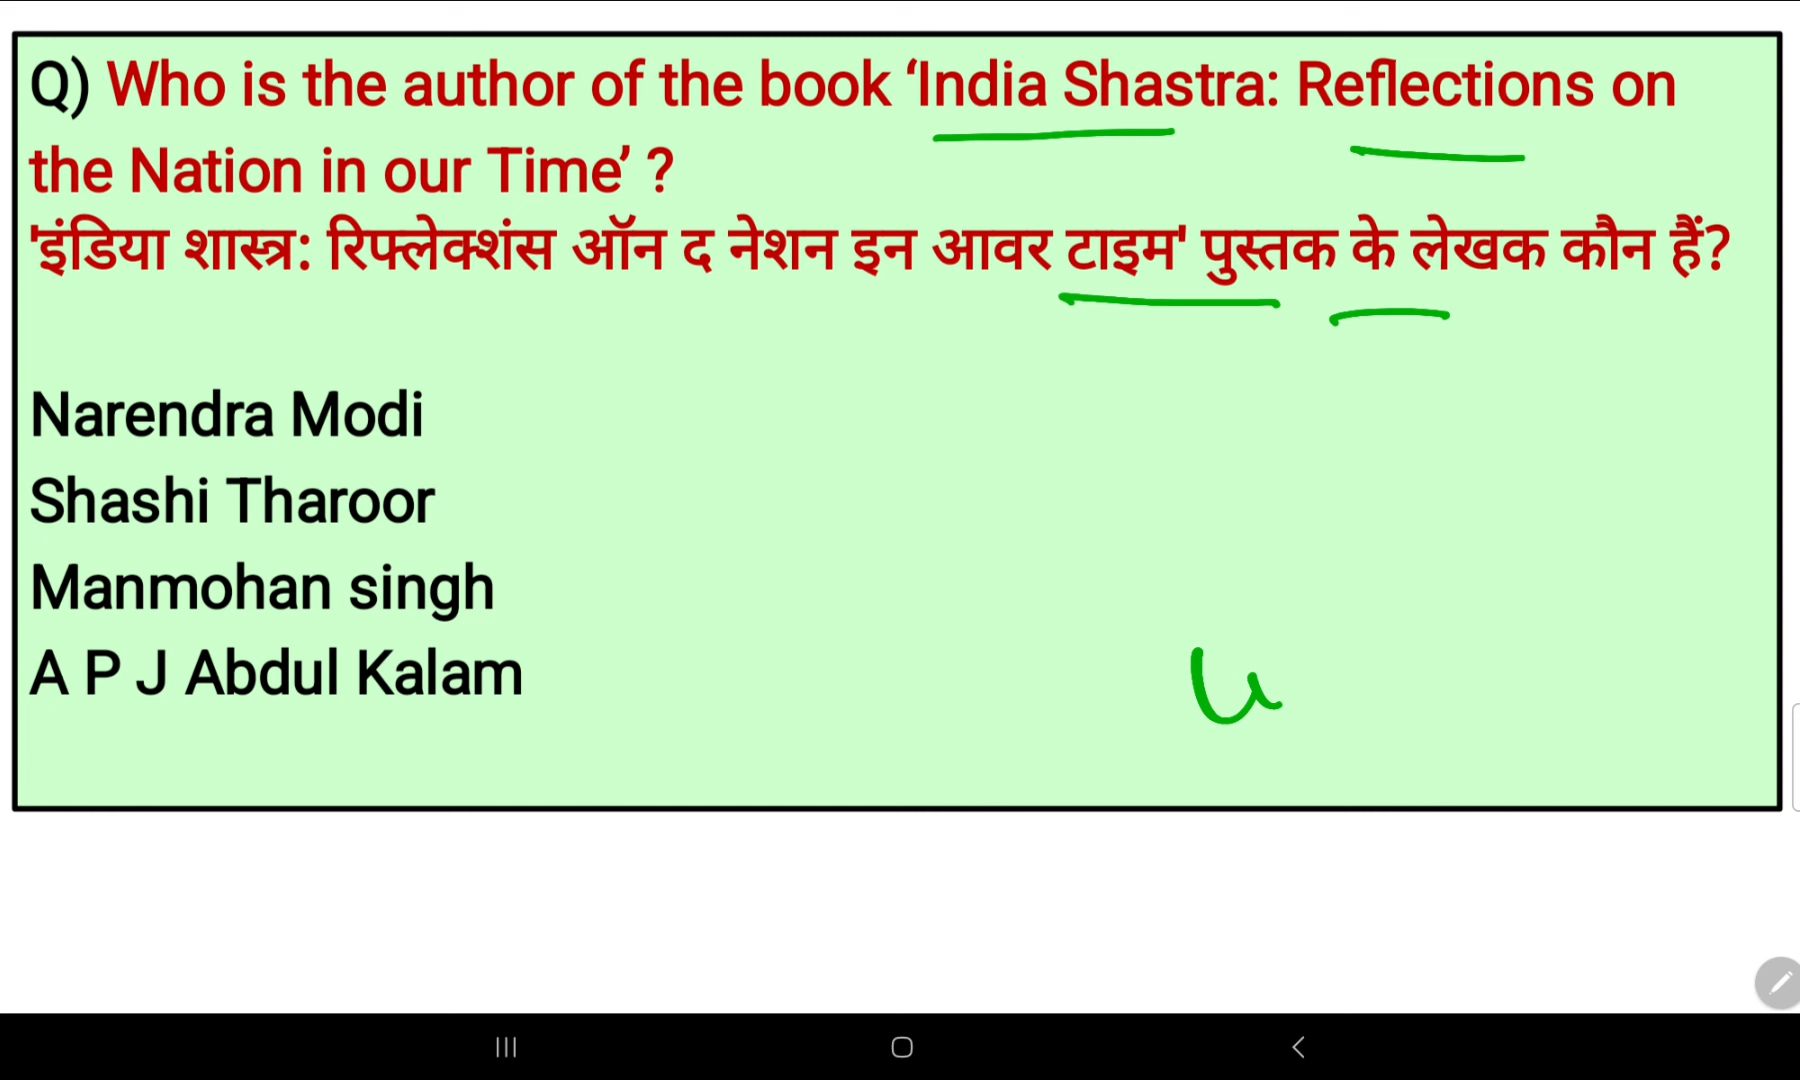 Q) Who is the author of the book ‘India Shastra: Reflections on
the Nation in our Time’ ?
'इंडिया शास्त्र: रिफ्लेक्शंस ऑन द नेशन इन आवर टाइम' पुस्तक के लेखक कौन हैं?
Narendra Modi
Shashi Tharoor
Manmohan singh
A P J Abdul Kalam